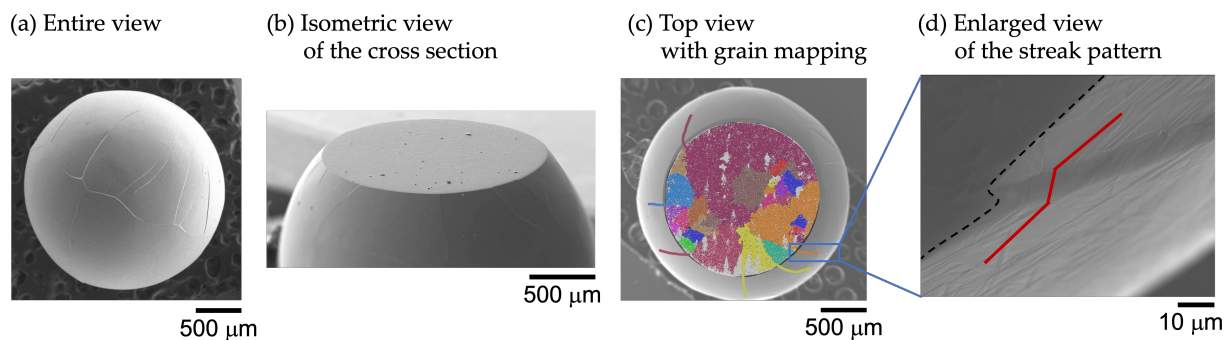 (a) Entire view
(b) Isometric view
of the cross section
(c) Top view
with grain mapping
(d) Enlarged view
of the streak pattern
500 μm
500 μm
500 μm
10 μm